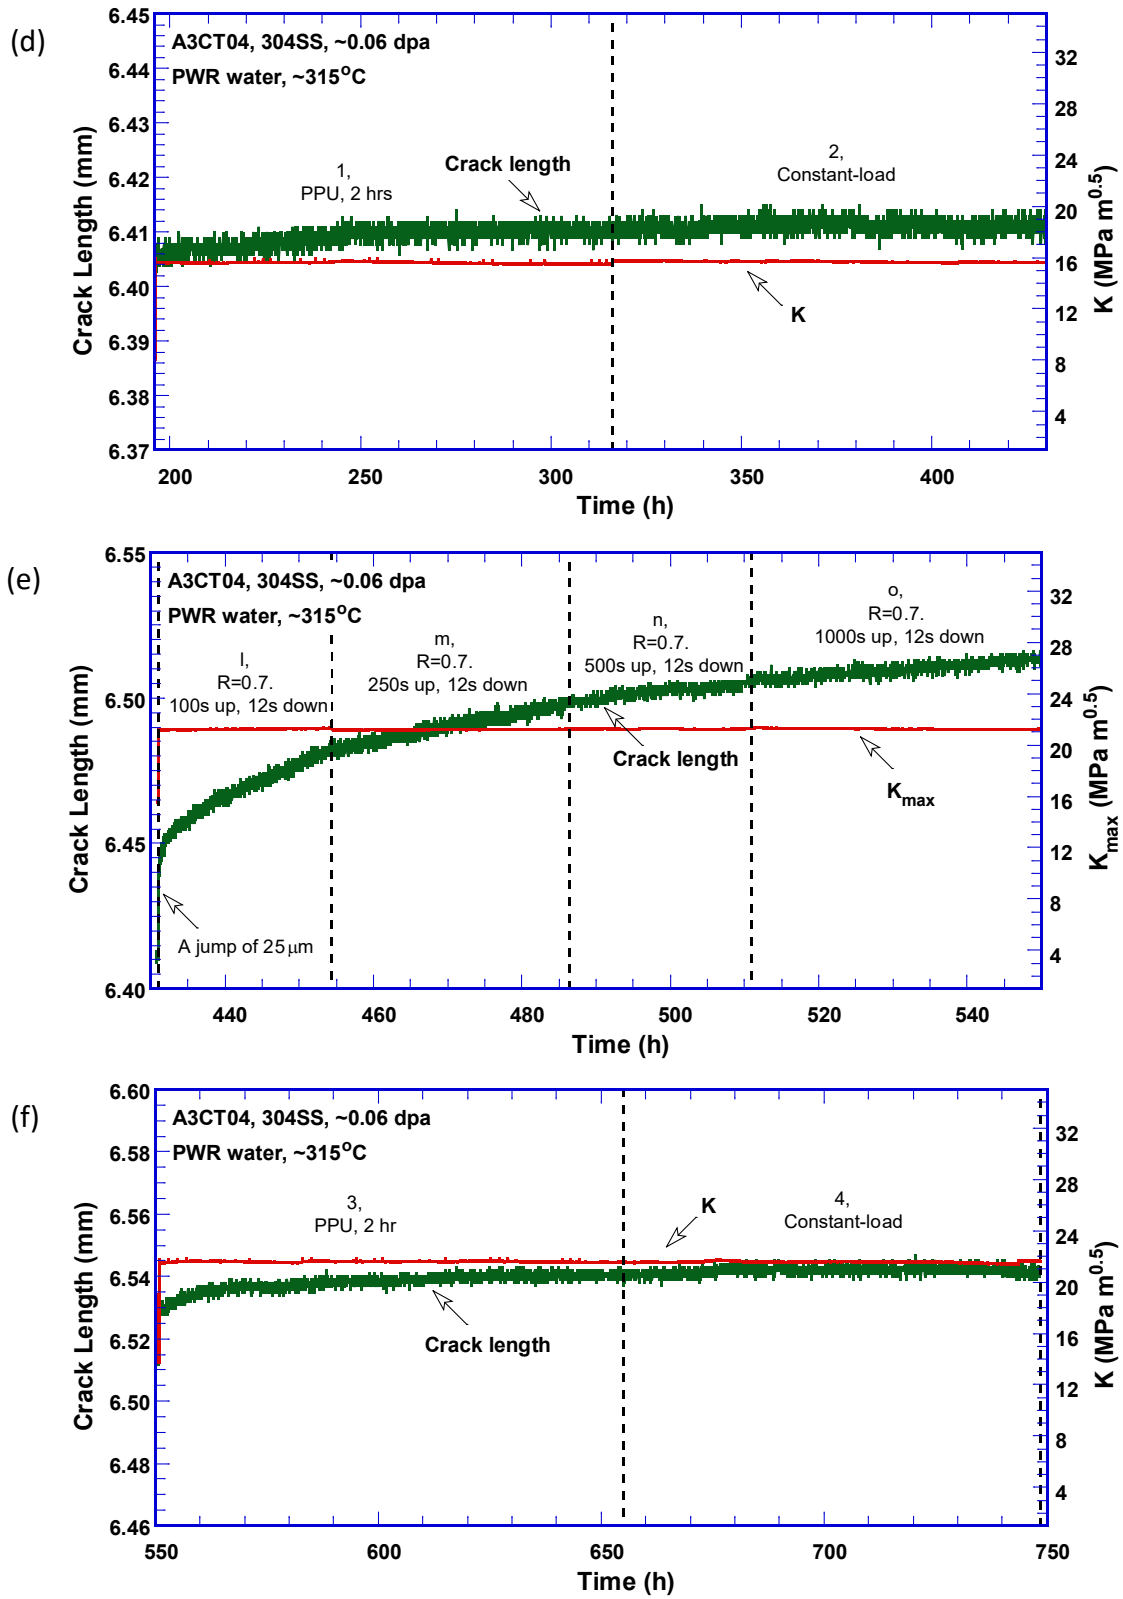 (d)
6.45
6.44
6.43
6.42
6.41
6.40
6.39
6.38
6.37
Crack Length (mm)
A3CT04, 304SS, ~0.06 dpa
PWR water, ~315°C
1,
PPU, 2 hrs
Crack length
2,
Constant-load
K
32
28
24
20
16
12
8
4
K (MPa m^0.5)
200 250 300 350 400
Time (h)
(e)
6.55
6.50
6.45
6.40
Crack Length (mm)
A3CT04, 304SS, ~0.06 dpa
PWR water, ~315°C
l,
R=0.7.
100s up, 12s down
m,
R=0.7.
250s up, 12s down
n,
R=0.7.
500s up, 12s down
o,
R=0.7.
1000s up, 12s down
Crack length
K_max
A jump of 25 μm
32
28
24
20
16
12
8
4
K_max (MPa m^0.5)
440 460 480 500 520 540
Time (h)
(f)
6.60
6.58
6.56
6.54
6.52
6.50
6.48
6.46
Crack Length (mm)
A3CT04, 304SS, ~0.06 dpa
PWR water, ~315°C
3,
PPU, 2 hr
K
4,
Constant-load
Crack length
32
28
24
20
16
12
8
4
K (MPa m^0.5)
550 600 650 700 750
Time (h)